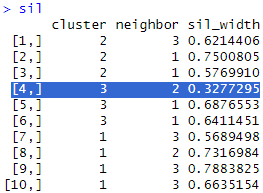 > sil
cluster neighbor sil_width
[1,] 2 3 0.6214406
[2,] 2 1 0.7500805
[3,] 2 1 0.5769910
[4,] 3 2 0.3277295
[5,] 3 1 0.6876553
[6,] 3 1 0.6411451
[7,] 1 3 0.5689498
[8,] 1 2 0.7316984
[9,] 1 3 0.7883825
[10,] 1 3 0.6635154